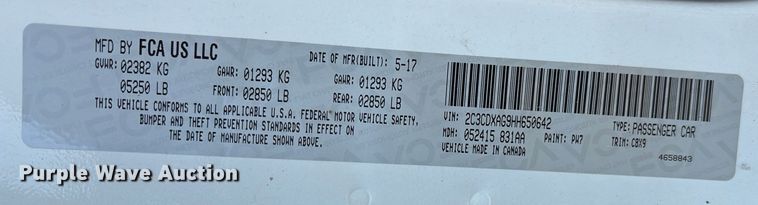 MFD BY FCA US LLC DATE OF MFR(BUILT): 5-17
GVWR: 02382 KG GAWR: 01293 KG GAWR: 01293 KG
05250 LB FRONT: 02850 LB REAR: 02850 LB
THIS VEHICLE CONFORMS TO ALL APPLICABLE U.S.A. FEDERAL MOTOR VEHICLE SAFETY,
BUMPER AND THEFT PREVENTION STANDARDS IN EFFECT ON
THE DATE OF MANUFACTURE SHOWN ABOVE.
VIN: 2C3CDXAG9HH650642 TYPE: PASSENGER CAR
MDH: 052415 831AA PAINT: PW7 TRIM: C8X9
VEHICLE MADE IN CANADA 4658843
Purple Wave Auction